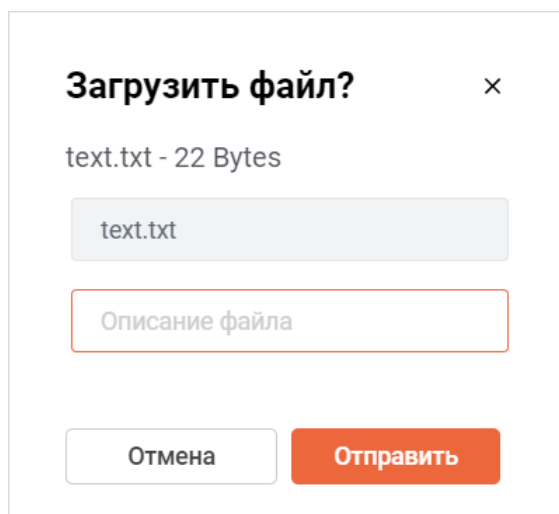 Загрузить файл?
text.txt - 22 Bytes
text.txt
Описание файла
Отмена
Отправить